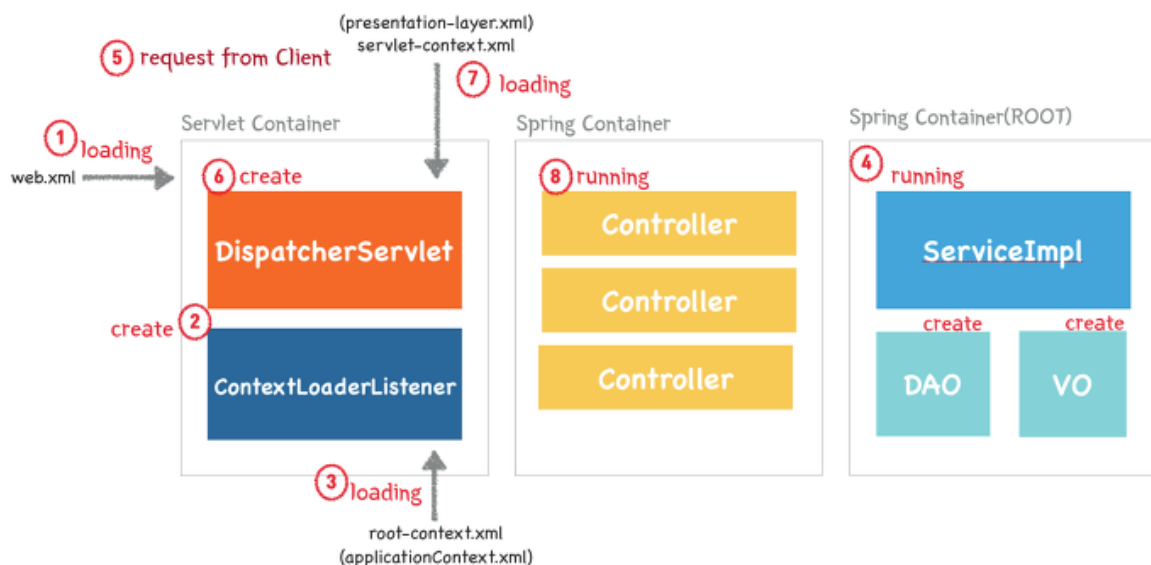 (presentation-layer.xml)
servlet-context.xml
5 request from Client
7 loading
Servlet Container
Spring Container
Spring Container(ROOT)
1 loading
web.xml
6 create
8 running
4 running
DispatcherServlet
Controller
ServiceImpl
Controller
create 2
create
create
ContextLoaderListener
Controller
DAO
VO
3 loading
root-context.xml
(applicationContext.xml)